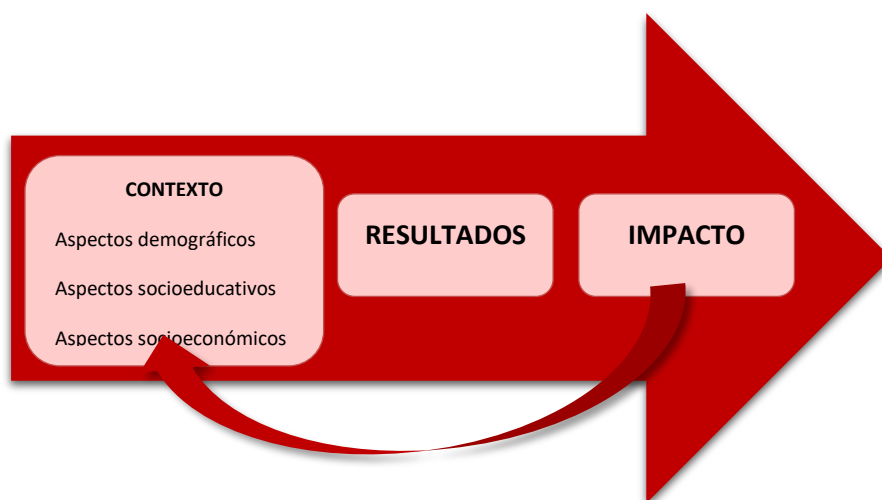 CONTEXTO
Aspectos demográficos
Aspectos socioeducativos
Aspectos socioeconómicos
RESULTADOS
IMPACTO